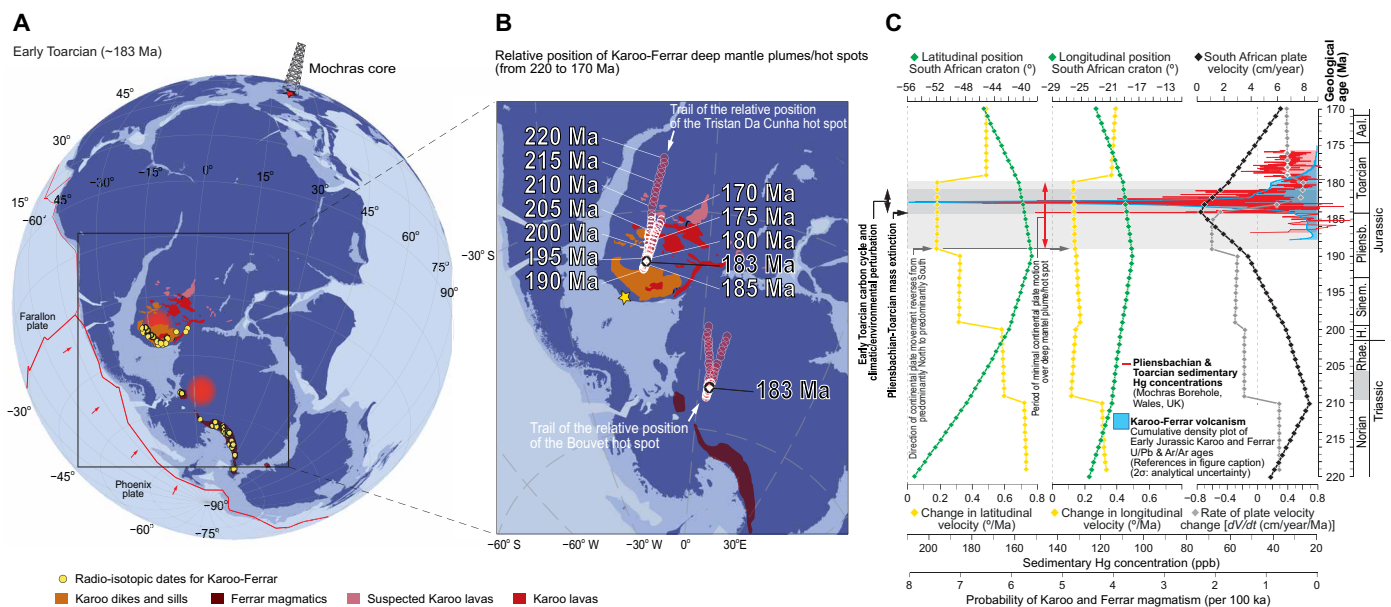 A
Early Toarcian (~183 Ma)
Mochras core
45°
30°
15°
0°
−15°
−30°
15°
−60°
30°
45°
60°
75°
90°
Farallon
plate
−30°
−45°
Phoenix
plate
−60°
−75°
−90°
Radio-isotopic dates for Karoo-Ferrar
Karoo dikes and sills
Ferrar magmatics
Suspected Karoo lavas
Karoo lavas
B
Relative position of Karoo-Ferrar deep mantle plumes/hot spots
(from 220 to 170 Ma)
Trail of the relative position
of the Tristan Da Cunha hot spot
220 Ma
215 Ma
210 Ma
205 Ma
200 Ma
195 Ma
190 Ma
170 Ma
175 Ma
180 Ma
183 Ma
185 Ma
−30° S
183 Ma
Trail of the relative position
of the Bouvet hot spot
−60° S
−60° W
−30° W
0°
30°E
C
Latitudinal position
South African craton (°)
Longitudinal position
South African craton (°)
South African plate
velocity (cm/year)
Geological
age (Ma)
−56 −52 −48 −44 −40
−29 −25 −21 −17 −13
0 2 4 6 8
170
175
180
185
190
195
200
205
210
215
220
Aal.
Toarcian
Pliensb.
Sinem.
H.
Rhae.
Norian
Jurassic
Triassic
Early Toarcian carbon cycle and
climatic/environmental perturbation
Pliensbachian-Toarcian mass extinction
Direction of continental plate movement reverses from
predominantly North to predominantly South
Period of minimal continental plate motion
over deep mantle plume/hot spot
Pliensbachian &
Toarcian sedimentary
Hg concentrations
(Mochras Borehole,
Wales, UK)
Karoo-Ferrar volcanism
Cumulative density plot of
Early Jurassic Karoo and Ferrar
U/Pb & Ar/Ar ages
(References in figure caption)
(2σ: analytical uncertainty)
0 0.2 0.4 0.6 0.8
0 0.2 0.4 0.6 0.8
-0.8 -0.4 0 0.4 0.8
Change in latitudinal
velocity (°/Ma)
Change in longitudinal
velocity (°/Ma)
Rate of plate velocity
change [dV/dt (cm/year/Ma)]
200 170 140 110 80 50 20
Sedimentary Hg concentration (ppb)
8 7 6 5 4 3 2 1 0
Probability of Karoo and Ferrar magmatism (per 100 ka)